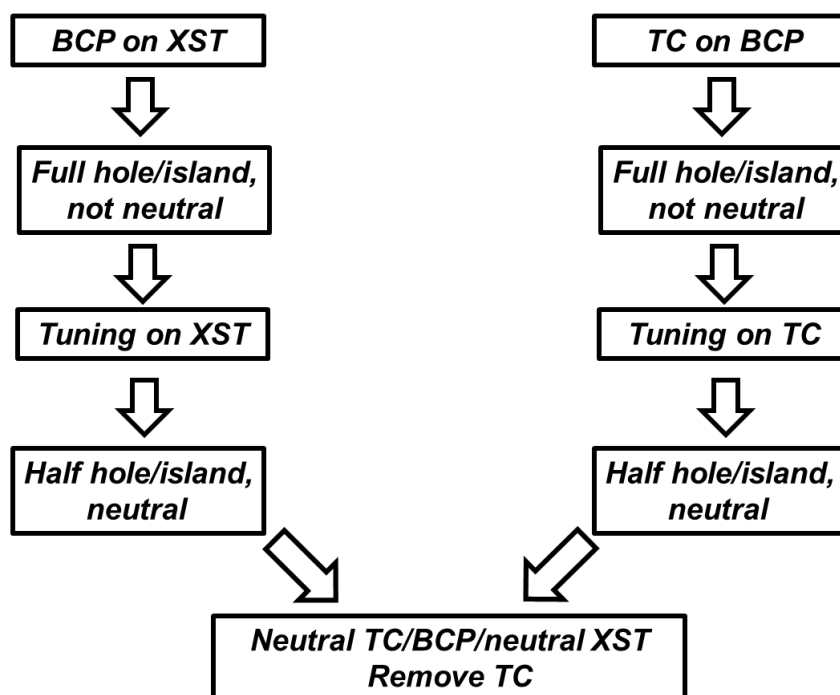 BCP on XST
TC on BCP
Full hole/island,
not neutral
Full hole/island,
not neutral
Tuning on XST
Tuning on TC
Half hole/island,
neutral
Half hole/island,
neutral
Neutral TC/BCP/neutral XST
Remove TC